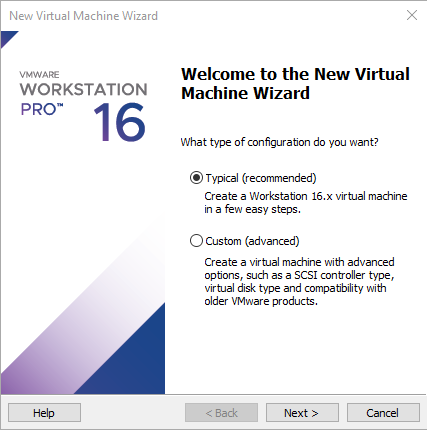 New Virtual Machine Wizard
VMWARE
WORKSTATION
PRO™ 16
Welcome to the New Virtual
Machine Wizard
What type of configuration do you want?
Typical (recommended)
Create a Workstation 16.x virtual machine
in a few easy steps.
Custom (advanced)
Create a virtual machine with advanced
options, such as a SCSI controller type,
virtual disk type and compatibility with
older VMware products.
Help
< Back
Next >
Cancel